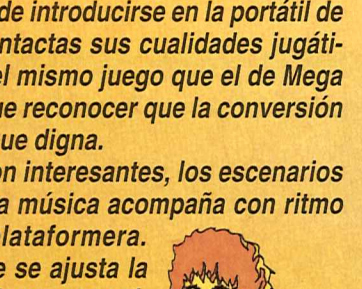 de introducirse en la portátil de
ntactas sus cualidades jugáti-
el mismo juego que el de Mega
ue reconocer que la conversión
ue digna.
on interesantes, los escenarios
a música acompaña con ritmo
lataformera.
e se ajusta la